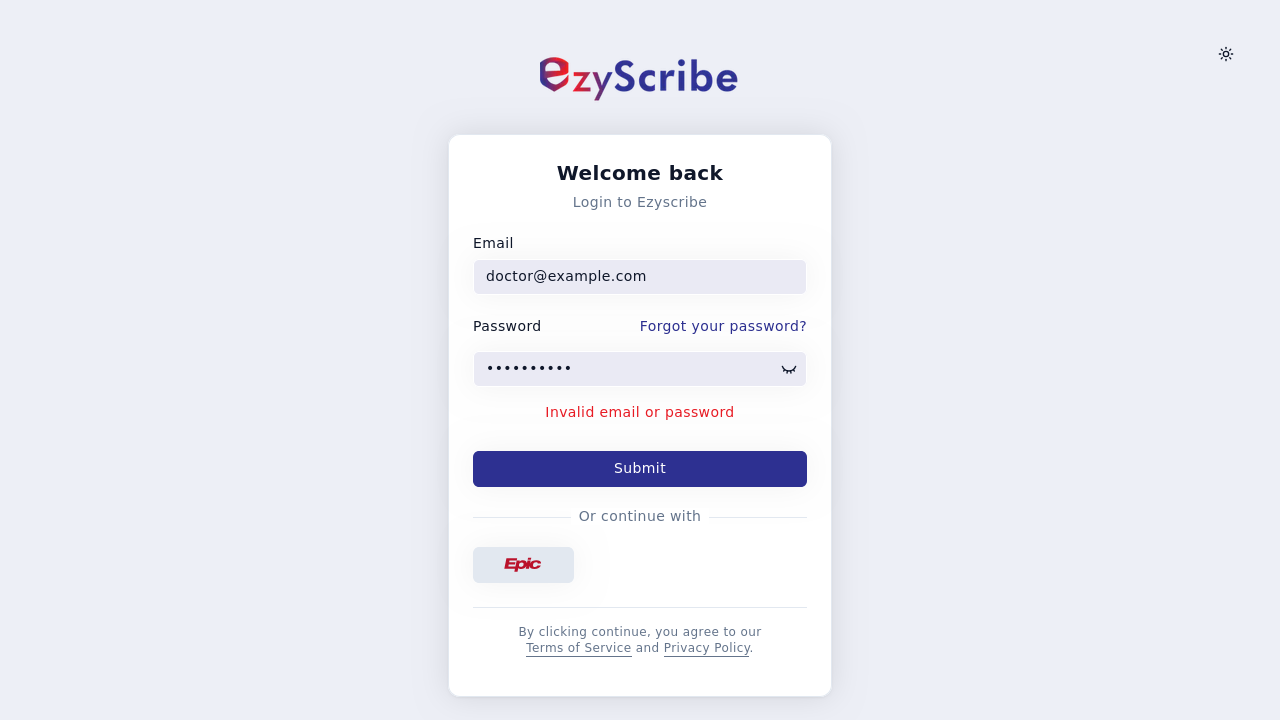 EzyScribe
Welcome back
Login to Ezyscribe
Email
doctor@example.com
Password
Forgot your password?
••••••••••
Invalid email or password
Submit
Or continue with
Epic
By clicking continue, you agree to our
Terms of Service and Privacy Policy.